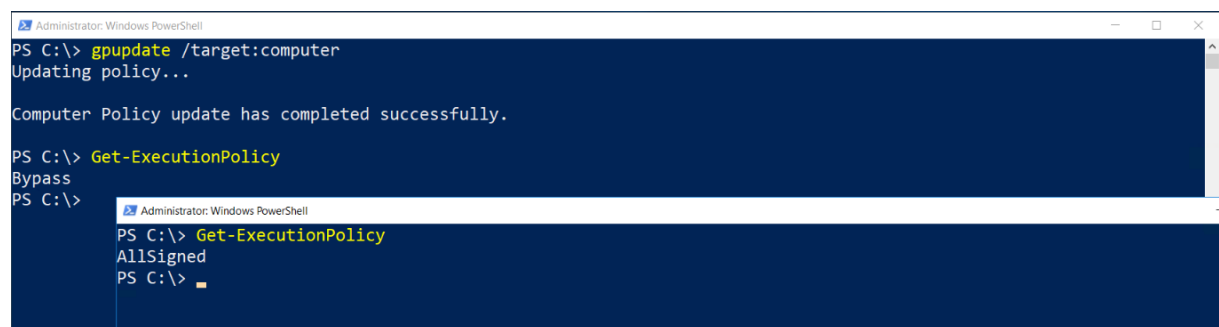 Administrator: Windows PowerShell
PS C:\> gpupdate /target:computer
Updating policy...
Computer Policy update has completed successfully.
PS C:\> Get-ExecutionPolicy
Bypass
PS C:\>
Administrator: Windows PowerShell
PS C:\> Get-ExecutionPolicy
AllSigned
PS C:\>